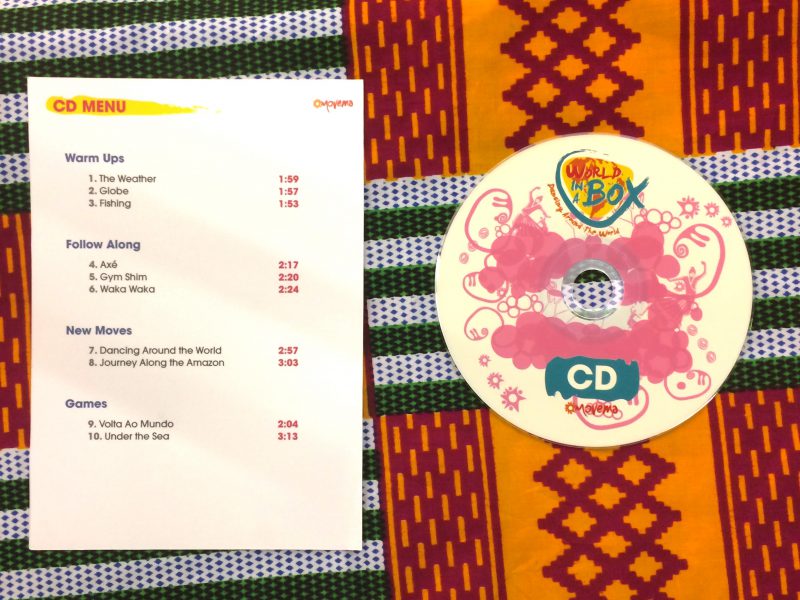 CD MENU
movema
Warm Ups
1. The Weather 1:59
2. Globe 1:57
3. Fishing 1:53
Follow Along
4. Axé 2:17
5. Gym Shim 2:20
6. Waka Waka 2:24
New Moves
7. Dancing Around the World 2:57
8. Journey Along the Amazon 3:03
Games
9. Volta Ao Mundo 2:04
10. Under the Sea 3:13
WORLD
IN
A BOX
Dancing Around The World
CD
movema